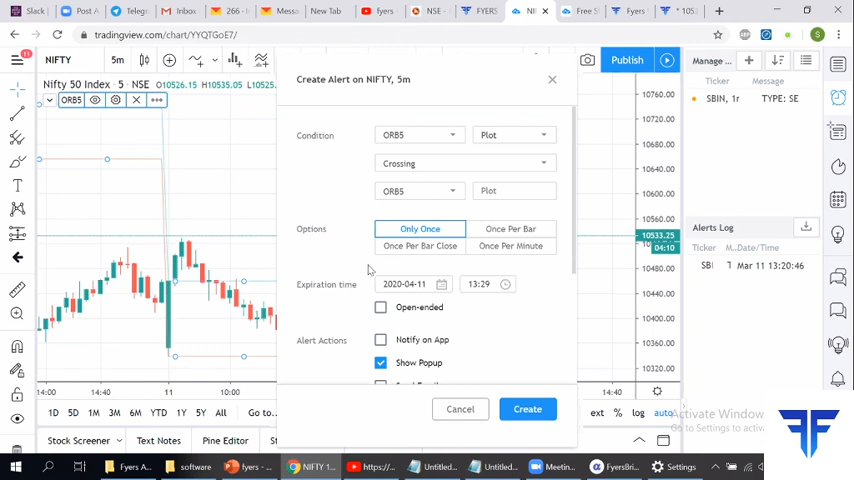 Slack
Post A
Telegr
Inbox
266 - i
Messa
New Tab
fyers -
NSE -
FYERS
NI
Free S
Fyers
* 1053
tradingview.com/chart/YYQTGoE7/
S
11
NIFTY
5m
Publish
Manage ...
Nifty 50 Index · 5 · NSE
O10526.15 H10535.05
C10
ORB5
Create Alert on NIFTY, 5m
Ticker
Message
SBIN, 1r
TYPE: SE
Condition
ORB5
Plot
Crossing
ORB5
Plot
Options
Only Once
Once Per Bar
Once Per Bar Close
Once Per Minute
Expiration time
2020-04-11
13:29
Open-ended
Alert Actions
Notify on App
Show Popup
Cancel
Create
10760.00
10720.00
10680.00
10640.00
10600.00
10560.00
10533.25
04:10
10480.00
10440.00
10400.00
10360.00
10320.00
Alerts Log
Ticker
M...
Date/Time
SBI
Mar 11 13:20:46
14:00
11
10:00
14:40
1D
5D
1M
3M
6M
YTD
1Y
5Y
All
Go to...
ext
%
log
auto
Activate Window
Go to Settings to activ
Stock Screener
Text Notes
Pine Editor
St
Fyers A...
software
fyers - ...
NIFTY 1...
https://...
Untitled...
Untitled...
Meetin...
FyersBri...
Settings